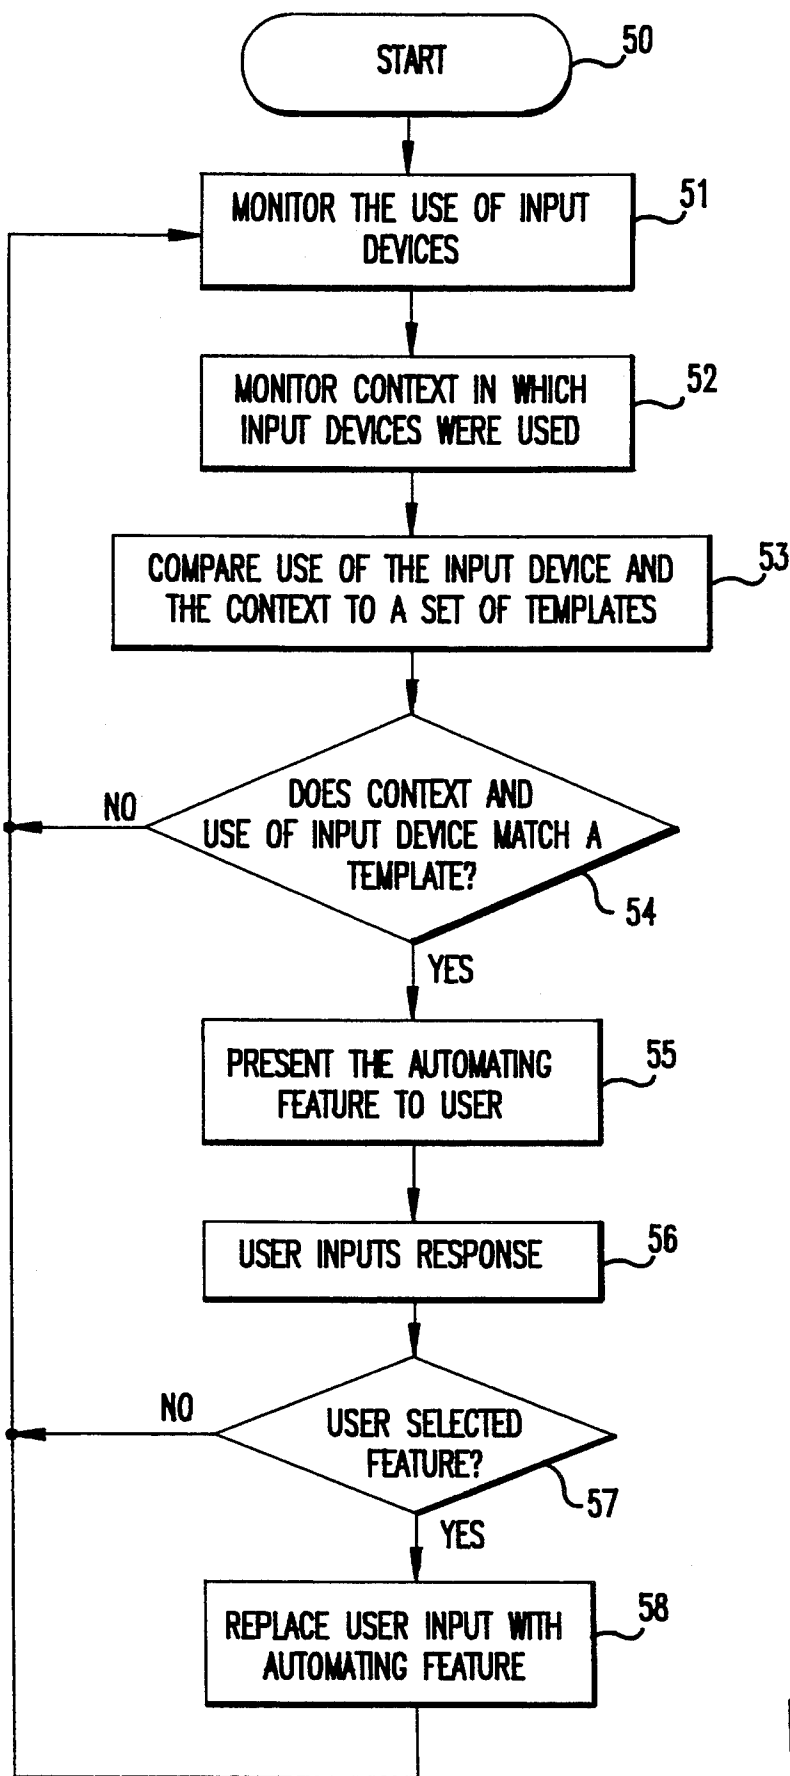 START
50
MONITOR THE USE OF INPUT
DEVICES
51
MONITOR CONTEXT IN WHICH
INPUT DEVICES WERE USED
52
COMPARE USE OF THE INPUT DEVICE AND
THE CONTEXT TO A SET OF TEMPLATES
53
DOES CONTEXT AND
USE OF INPUT DEVICE MATCH A
TEMPLATE?
NO
54
YES
PRESENT THE AUTOMATING
FEATURE TO USER
55
USER INPUTS RESPONSE
56
NO
USER SELECTED
FEATURE?
57
YES
REPLACE USER INPUT WITH
AUTOMATING FEATURE
58